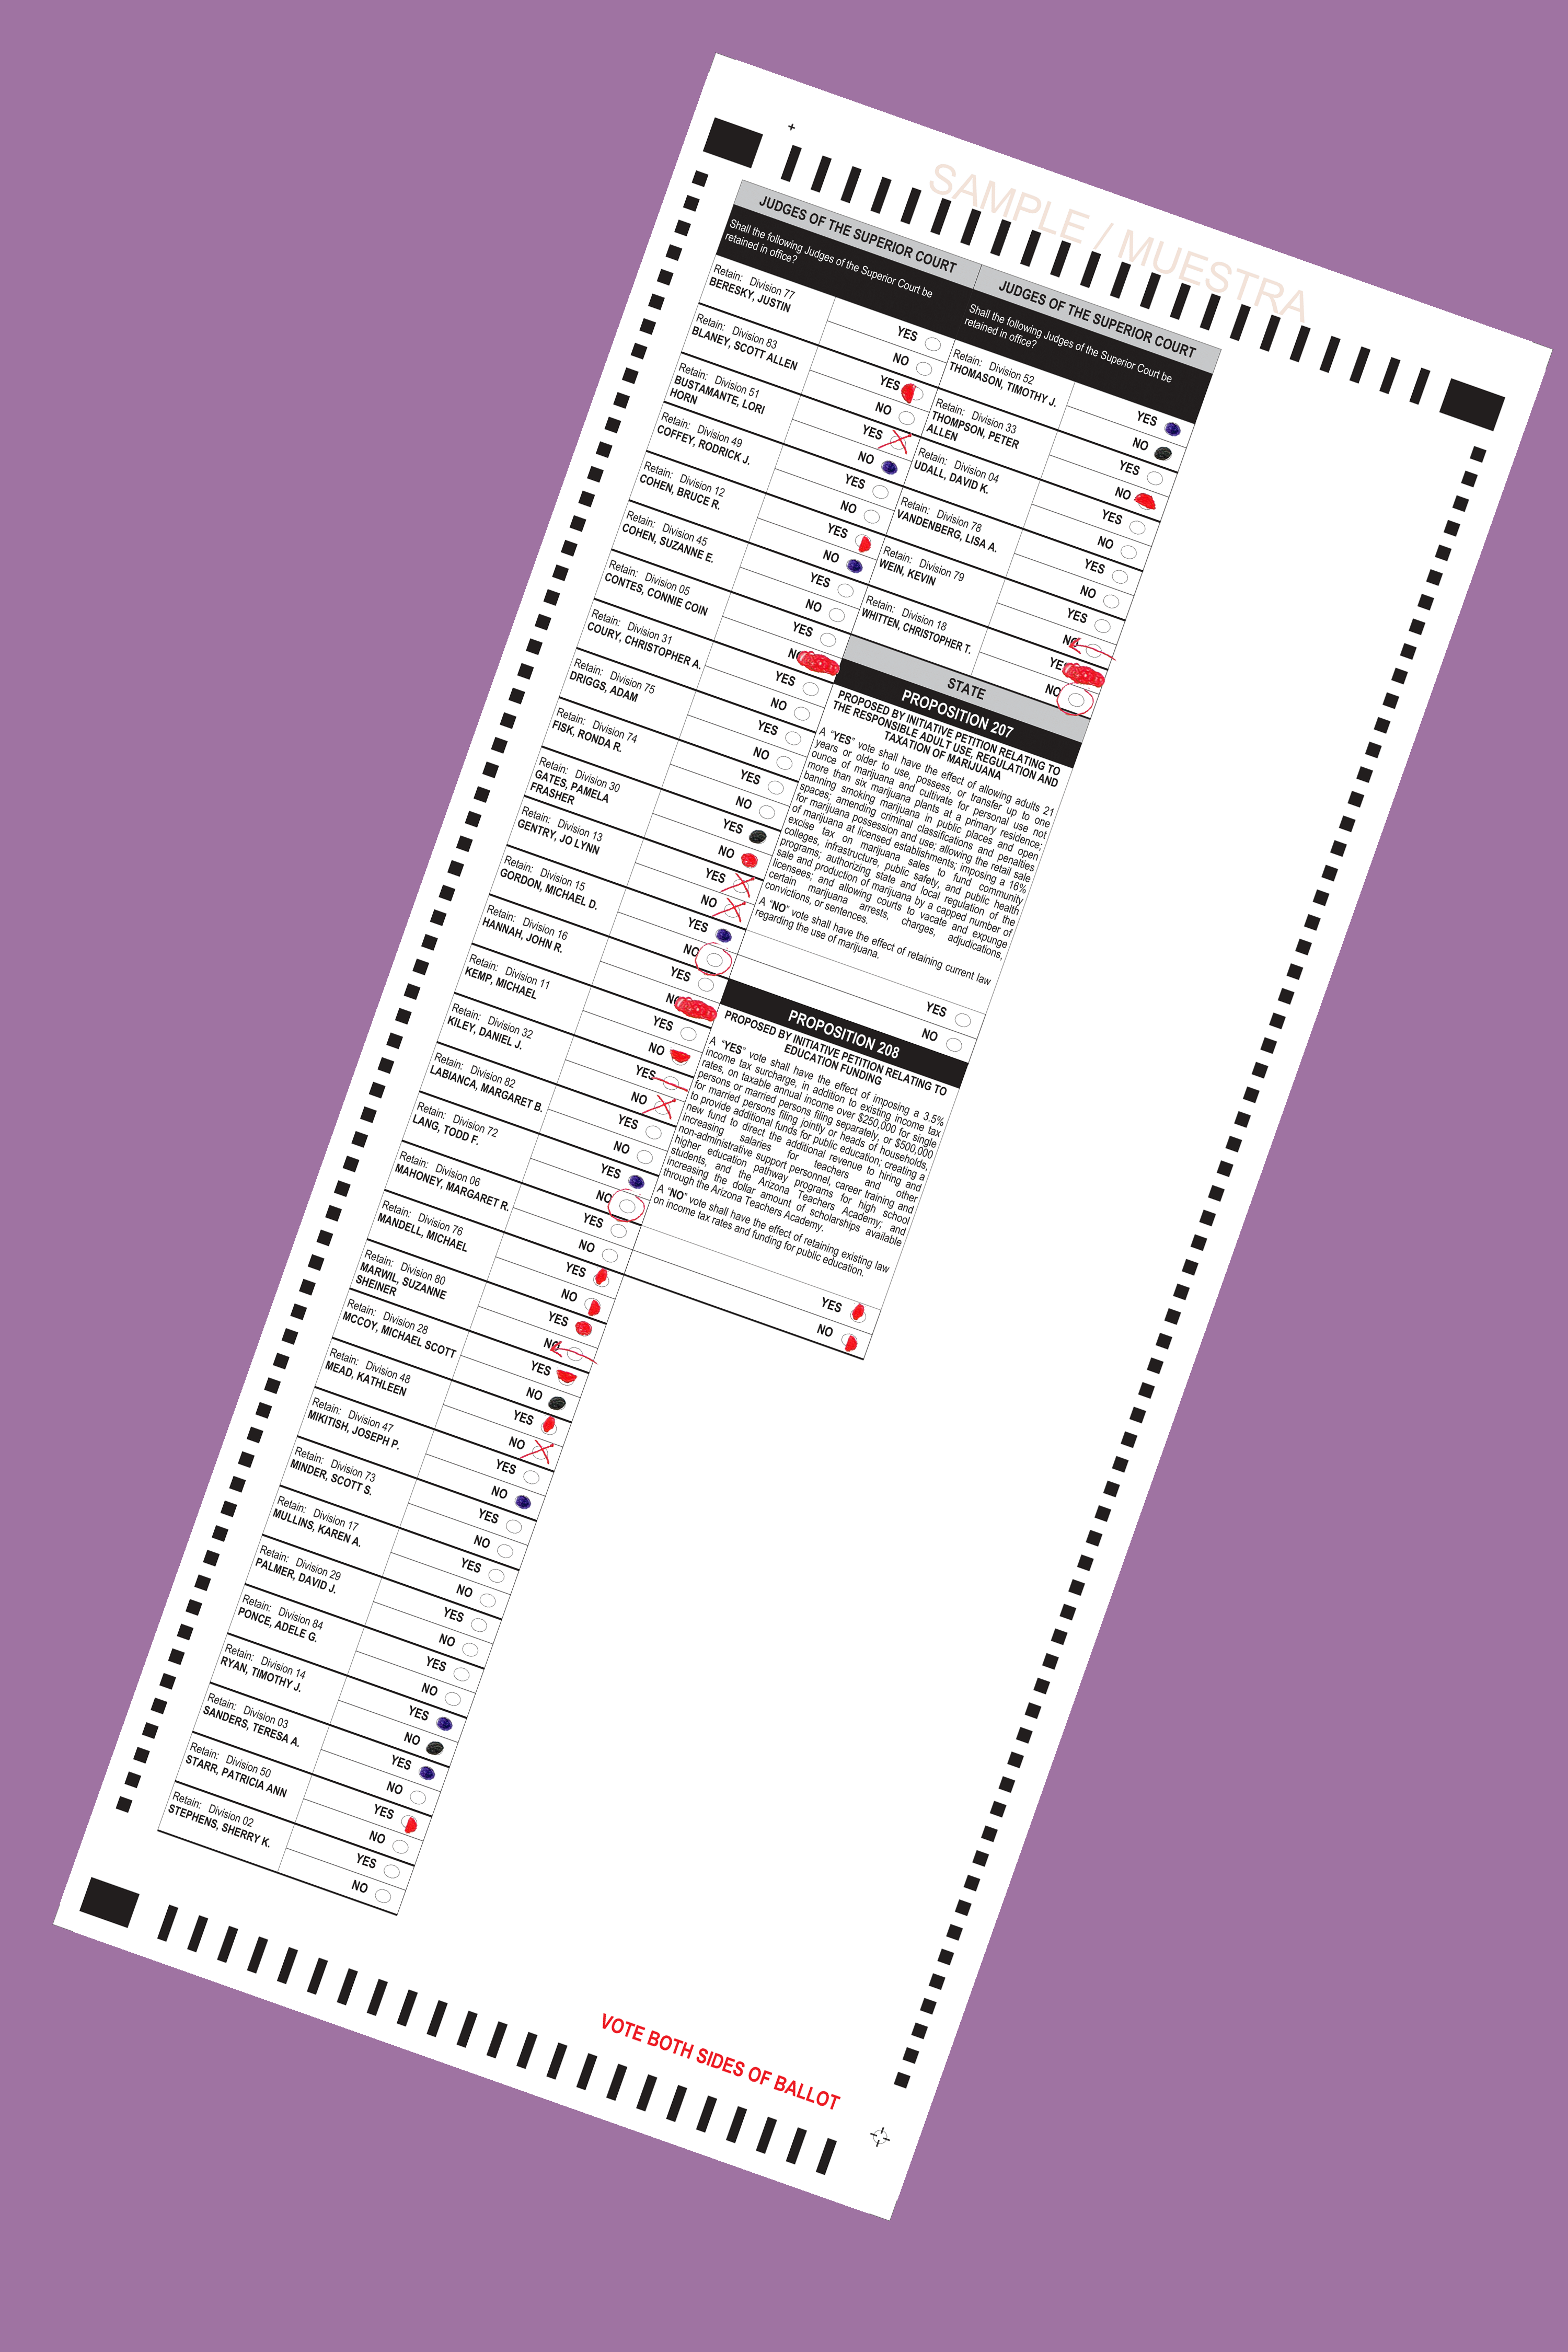 SAMPLE / MUESTRA
JUDGES OF THE SUPERIOR COURT
Shall the following Judges of the Superior Court be
retained in office?
Retain: Division 77
BERESKY, JUSTIN
YES
NO
Retain: Division 83
BLANEY, SCOTT ALLEN
YES
NO
Retain: Division 51
BUSTAMANTE, LORI
HORN
YES
NO
Retain: Division 49
COFFEY, RODRICK J.
YES
NO
Retain: Division 12
COHEN, BRUCE R.
YES
NO
Retain: Division 45
COHEN, SUZANNE E.
YES
NO
Retain: Division 05
CONTES, CONNIE COIN
YES
NO
Retain: Division 31
COURY, CHRISTOPHER A.
YES
NO
Retain: Division 75
DRIGGS, ADAM
YES
NO
Retain: Division 74
FISK, RONDA R.
YES
NO
Retain: Division 30
GATES, PAMELA
FRASHER
YES
NO
Retain: Division 13
GENTRY, JO LYNN
YES
NO
Retain: Division 15
GORDON, MICHAEL D.
YES
NO
Retain: Division 16
HANNAH, JOHN R.
YES
NO
Retain: Division 11
KEMP, MICHAEL
YES
NO
Retain: Division 32
KILEY, DANIEL J.
YES
NO
Retain: Division 82
LABIANCA, MARGARET B.
YES
NO
Retain: Division 72
LANG, TODD F.
YES
NO
Retain: Division 06
MAHONEY, MARGARET R.
YES
NO
Retain: Division 76
MANDELL, MICHAEL
YES
NO
Retain: Division 80
MARWIL, SUZANNE
SHEINER
YES
NO
Retain: Division 28
MCCOY, MICHAEL SCOTT
YES
NO
Retain: Division 48
MEAD, KATHLEEN
YES
NO
Retain: Division 47
MIKITISH, JOSEPH P.
YES
NO
Retain: Division 73
MINDER, SCOTT S.
YES
NO
Retain: Division 17
MULLINS, KAREN A.
YES
NO
Retain: Division 29
PALMER, DAVID J.
YES
NO
Retain: Division 84
PONCE, ADELE G.
YES
NO
Retain: Division 14
RYAN, TIMOTHY J.
YES
NO
Retain: Division 03
SANDERS, TERESA A.
YES
NO
Retain: Division 50
STARR, PATRICIA ANN
YES
NO
Retain: Division 02
STEPHENS, SHERRY K.
YES
NO
JUDGES OF THE SUPERIOR COURT
Shall the following Judges of the Superior Court be
retained in office?
Retain: Division 52
THOMASON, TIMOTHY J.
YES
NO
Retain: Division 33
THOMPSON, PETER
ALLEN
YES
NO
Retain: Division 04
UDALL, DAVID K.
YES
NO
Retain: Division 78
VANDENBERG, LISA A.
YES
NO
Retain: Division 79
WEIN, KEVIN
YES
NO
Retain: Division 18
WHITTEN, CHRISTOPHER T.
YES
NO
STATE
PROPOSITION 207
PROPOSED BY INITIATIVE PETITION RELATING TO
THE RESPONSIBLE ADULT USE, REGULATION AND
TAXATION OF MARIJUANA
A "YES" vote shall have the effect of allowing adults 21
years or older to use, possess, or transfer up to one
ounce of marijuana and cultivate for personal use not
more than six marijuana plants at a primary residence;
banning smoking marijuana in public places and open
spaces; amending criminal classifications and penalties
for marijuana possession and use; allowing the retail sale
of marijuana at licensed establishments; imposing a 16%
excise tax on marijuana sales to fund community
colleges, infrastructure, public safety, and public health
programs; authorizing state and local regulation of the
sale and production of marijuana by a capped number of
licensees; and allowing courts to vacate and expunge
certain marijuana arrests, charges, adjudications,
convictions, or sentences.
A "NO" vote shall have the effect of retaining current law
regarding the use of marijuana.
YES
NO
PROPOSITION 208
PROPOSED BY INITIATIVE PETITION RELATING TO
EDUCATION FUNDING
A "YES" vote shall have the effect of imposing a 3.5%
income tax surcharge, in addition to existing income tax
rates, on taxable annual income over $250,000 for single
persons or married persons filing separately, or $500,000
for married persons filing jointly or heads of households,
to provide additional funds for public education; creating a
new fund to direct the additional revenue to hiring and
increasing salaries for teachers and other
non-administrative support personnel, career training and
higher education pathway programs for high school
students, and the Arizona Teachers Academy; and
increasing the dollar amount of scholarships available
through the Arizona Teachers Academy.
A "NO" vote shall have the effect of retaining existing law
on income tax rates and funding for public education.
YES
NO
VOTE BOTH SIDES OF BALLOT